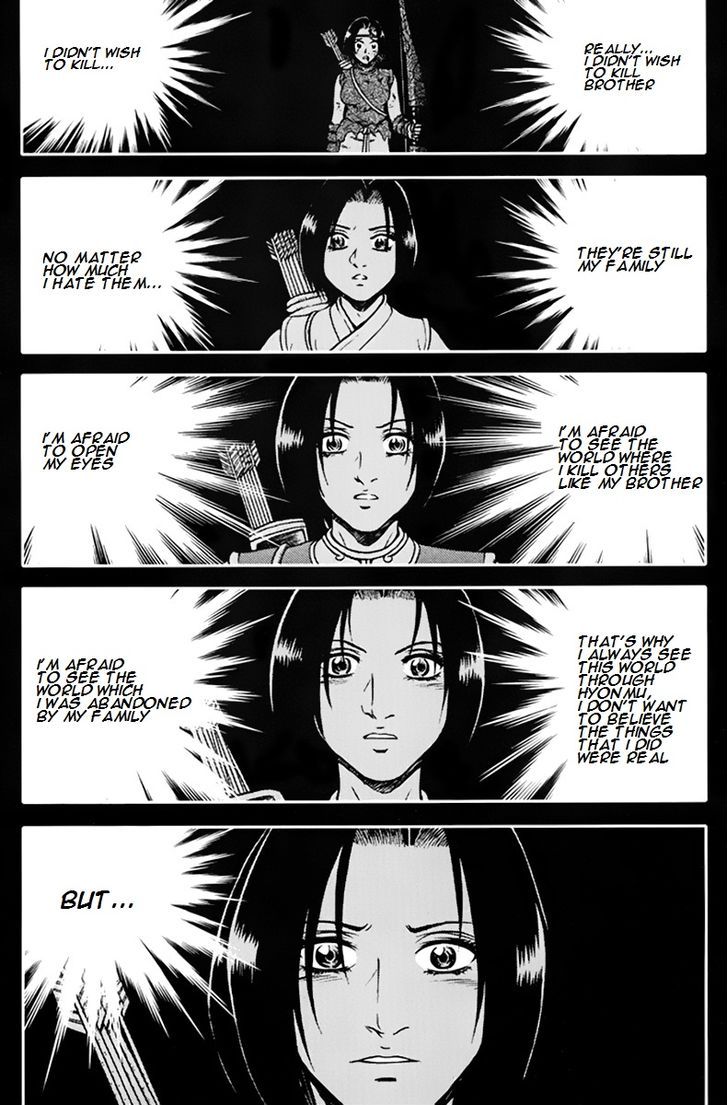 I DIDN'T WISH
TO KILL...
REALLY...
I DIDN'T WISH
TO KILL
BROTHER
NO MATTER
HOW MUCH
I HATE THEM...
THEY'RE STILL
MY FAMILY
I'M AFRAID
TO OPEN
MY EYES
I'M AFRAID
TO SEE THE
WORLD WHERE
I KILL OTHERS
LIKE MY BROTHER
I'M AFRAID
TO SEE THE
WORLD WHICH
I WAS ABANDONED
BY MY FAMILY
THAT'S WHY
I ALWAYS SEE
THIS WORLD
THROUGH
HYONMU,
I DON'T WANT
TO BELIEVE
THE THINGS
THAT I DID
WERE REAL
BUT...